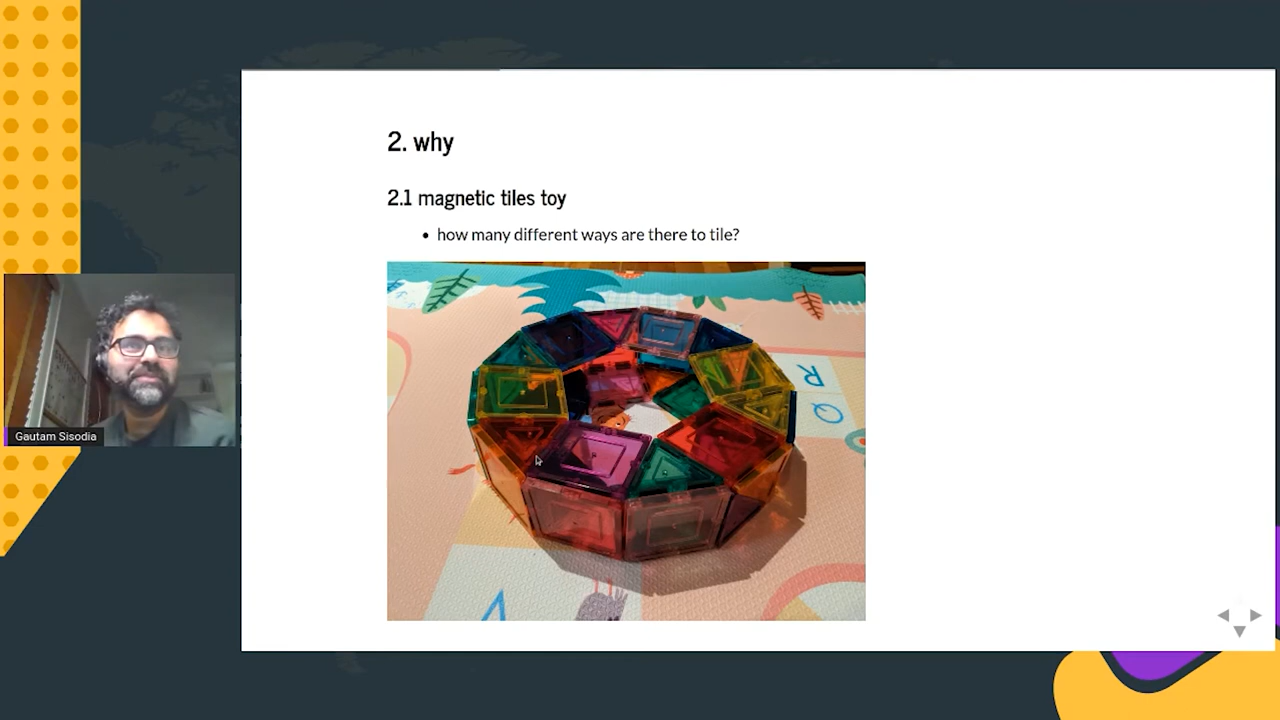 2. why
2.1 magnetic tiles toy
• how many different ways are there to tile?
R
Q
Gautam Sisodia